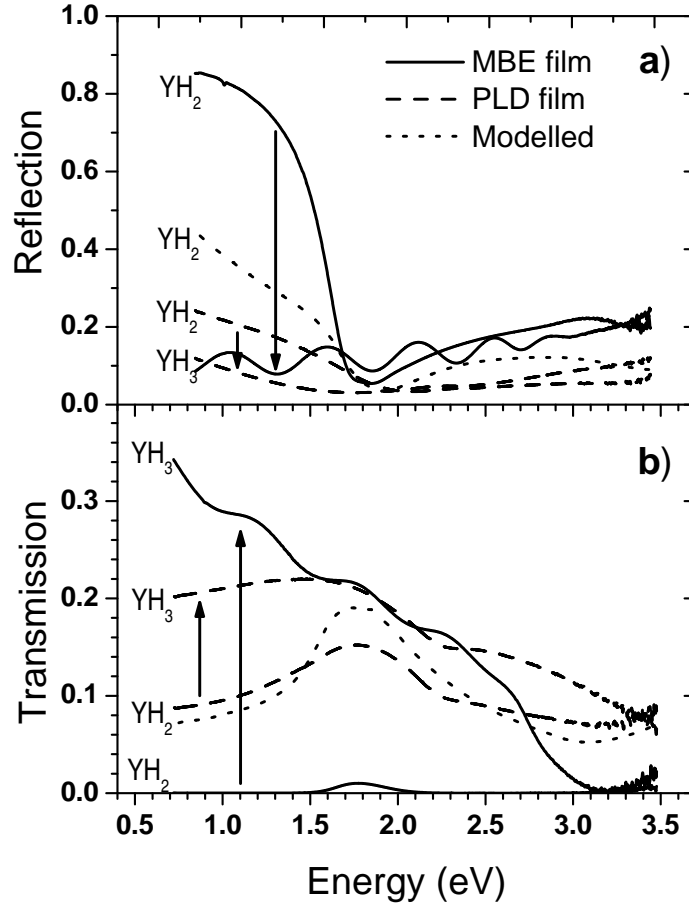 1.0
0.8
0.6
0.4
0.2
0.0
Reflection
a)
MBE film
PLD film
Modelled
YH2
YH2
YH2
YH3
0.3
0.2
0.1
0.0
Transmission
b)
YH3
YH3
YH2
YH2
0.5 1.0 1.5 2.0 2.5 3.0 3.5
Energy (eV)